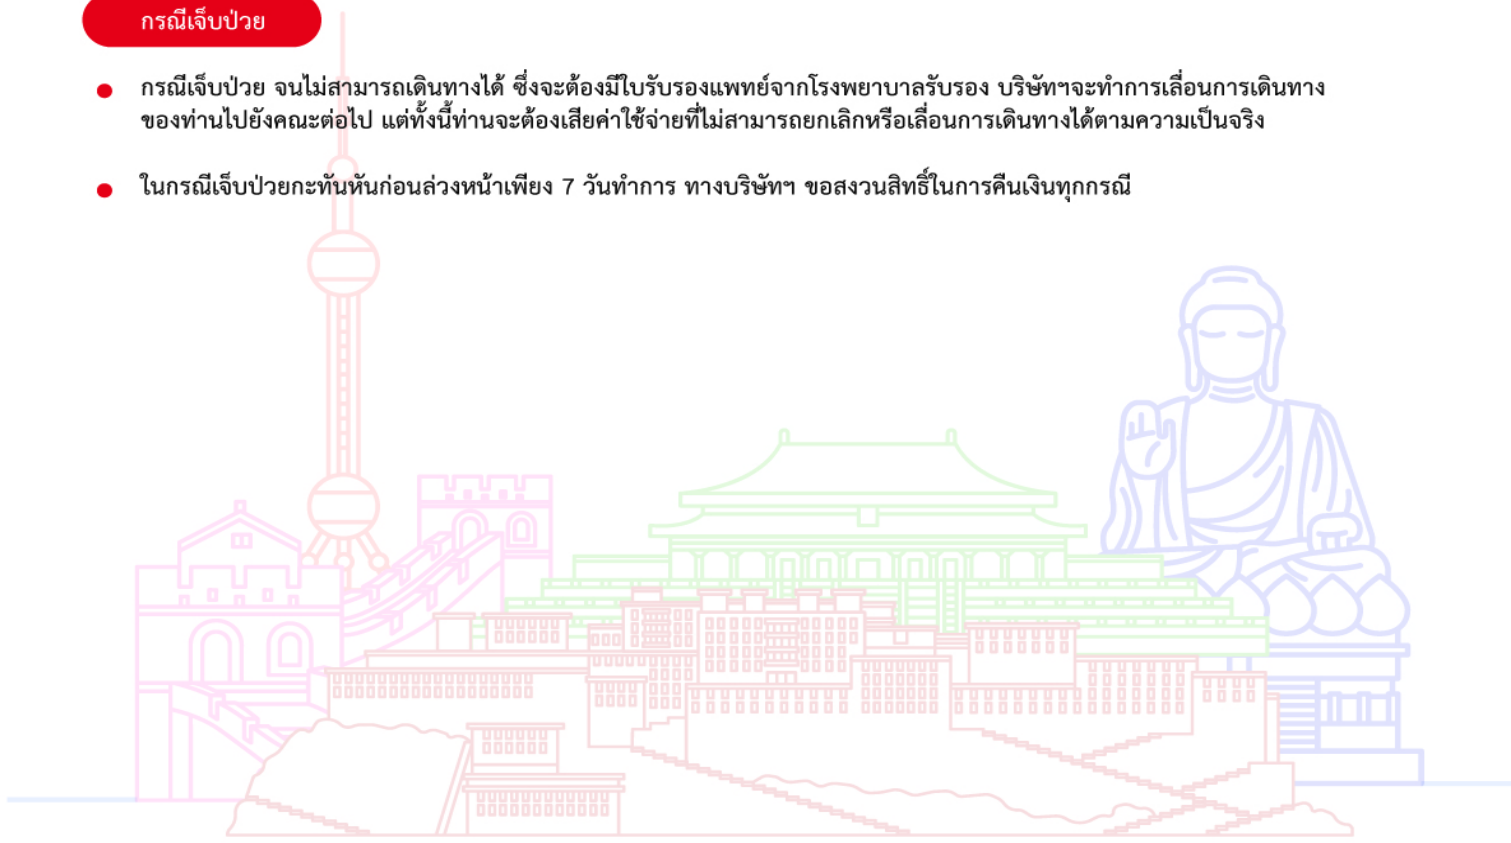 กรณีเจ็บป่วย
กรณีเจ็บป่วย จนไม่สามารถเดินทางได้ ซึ่งจะต้องมีใบรับรองแพทย์จากโรงพยาบาลรับรอง บริษัทฯจะทำการเลื่อนการเดินทาง
ของท่านไปยังคณะต่อไป แต่ทั้งนี้ท่านจะต้องเสียค่าใช้จ่ายที่ไม่สามารถยกเลิกหรือเลื่อนการเดินทางได้ตามความเป็นจริง
ในกรณีเจ็บป่วยกะทันหันก่อนล่วงหน้าเพียง 7 วันทำการ ทางบริษัทฯ ขอสงวนสิทธิ์ในการคืนเงินทุกกรณี